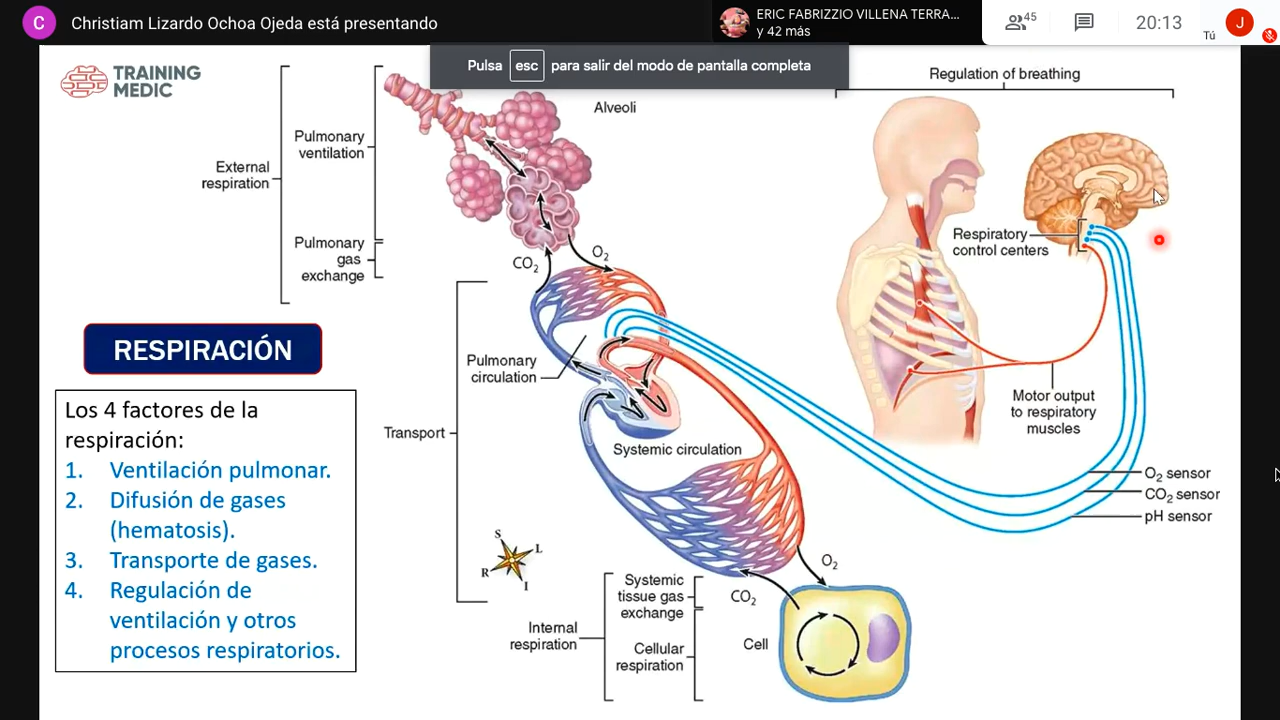 C
Christiam Lizardo Ochoa Ojeda está presentando
ERIC FABRIZZIO VILLENA TERRA...
y 42 más
45
20:13
Tú
J
Pulsa esc para salir del modo de pantalla completa
TRAINING
MEDIC
External
respiration
Pulmonary
ventilation
Pulmonary
gas
exchange
Alveoli
CO2
O2
Regulation of breathing
Respiratory
control centers
Motor output
to respiratory
muscles
O2 sensor
CO2 sensor
pH sensor
RESPIRACIÓN
Los 4 factores de la
respiración:
1. Ventilación pulmonar.
2. Difusión de gases
(hematosis).
3. Transporte de gases.
4. Regulación de
ventilación y otros
procesos respiratorios.
Transport
Pulmonary
circulation
Systemic circulation
S
L
R
I
O2
CO2
Internal
respiration
Systemic
tissue gas
exchange
Cellular
respiration
Cell